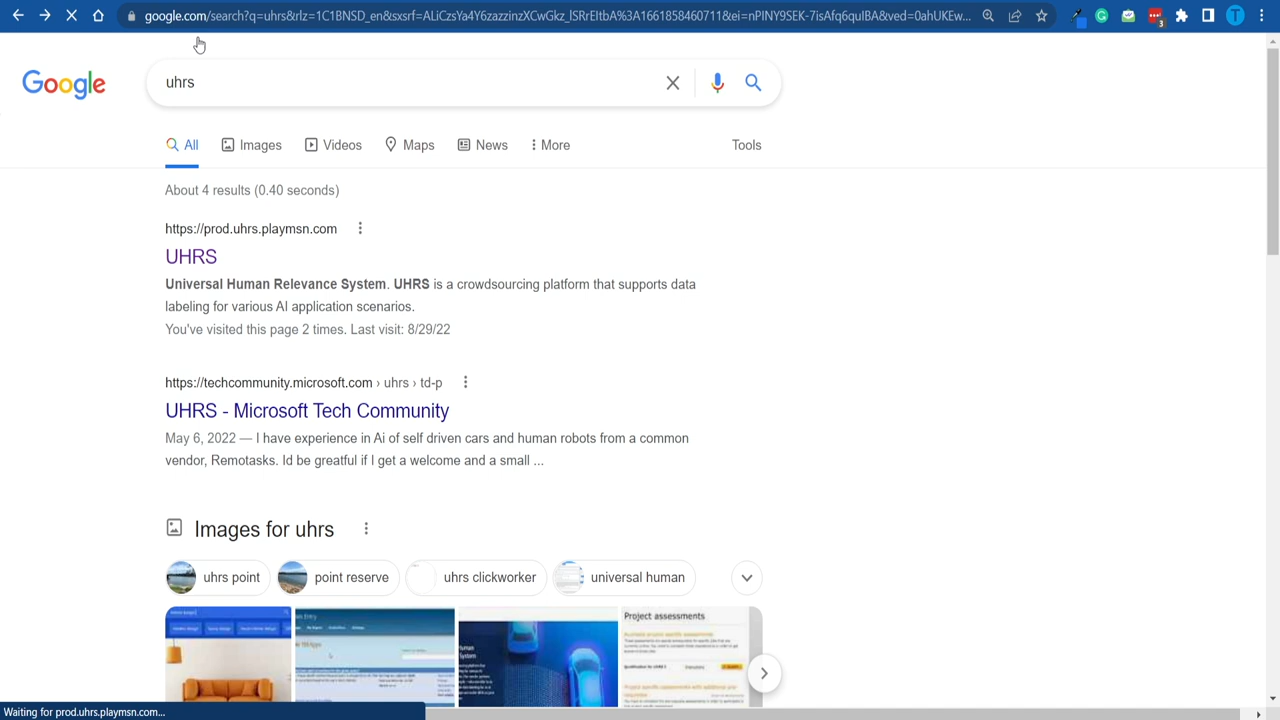 google.com/search?q=uhrs&rlz=1C1BNSD_en&sxsrf=ALiCzsYa4Y6zazzinzXCwGkz_lSRrEItbA%3A1661858460711&ei=nPINY9SEK-7isAfq6quIBA&ved=0ahUKEw...
3
T
Google
uhrs
All
Images
Videos
Maps
News
More
Tools
About 4 results (0.40 seconds)
https://prod.uhrs.playmsn.com
UHRS
Universal Human Relevance System. UHRS is a crowdsourcing platform that supports data
labeling for various AI application scenarios.
You've visited this page 2 times. Last visit: 8/29/22
https://techcommunity.microsoft.com › uhrs › td-p
UHRS - Microsoft Tech Community
May 6, 2022 — I have experience in Ai of self driven cars and human robots from a common
vendor, Remotasks. Id be greatful if I get a welcome and a small ...
Images for uhrs
uhrs point
point reserve
uhrs clickworker
universal human
Project assessments
for prod.uhrs.playmsn.com...